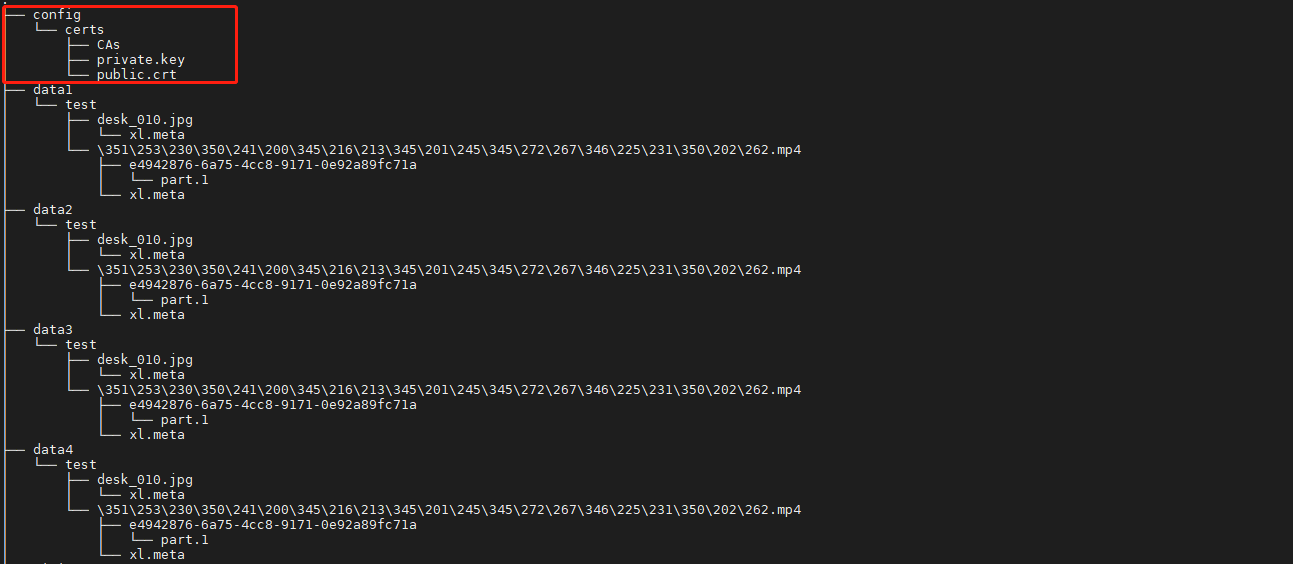 .
├── config
│   └── certs
│       ├── CAs
│       ├── private.key
│       └── public.crt
├── data1
│   └── test
│       ├── desk_010.jpg
│       │   └── xl.meta
│       └── \351\253\230\350\241\200\345\216\213\345\201\245\345\272\267\346\225\231\350\202\262.mp4
│           ├── e4942876-6a75-4cc8-9171-0e92a89fc71a
│           │   └── part.1
│           └── xl.meta
├── data2
│   └── test
│       ├── desk_010.jpg
│       │   └── xl.meta
│       └── \351\253\230\350\241\200\345\216\213\345\201\245\345\272\267\346\225\231\350\202\262.mp4
│           ├── e4942876-6a75-4cc8-9171-0e92a89fc71a
│           │   └── part.1
│           └── xl.meta
├── data3
│   └── test
│       ├── desk_010.jpg
│       │   └── xl.meta
│       └── \351\253\230\350\241\200\345\216\213\345\201\245\345\272\267\346\225\231\350\202\262.mp4
│           ├── e4942876-6a75-4cc8-9171-0e92a89fc71a
│           │   └── part.1
│           └── xl.meta
├── data4
│   └── test
│       ├── desk_010.jpg
│       │   └── xl.meta
│       └── \351\253\230\350\241\200\345\216\213\345\201\245\345\272\267\346\225\231\350\202\262.mp4
│           ├── e4942876-6a75-4cc8-9171-0e92a89fc71a
│           │   └── part.1
│           └── xl.meta